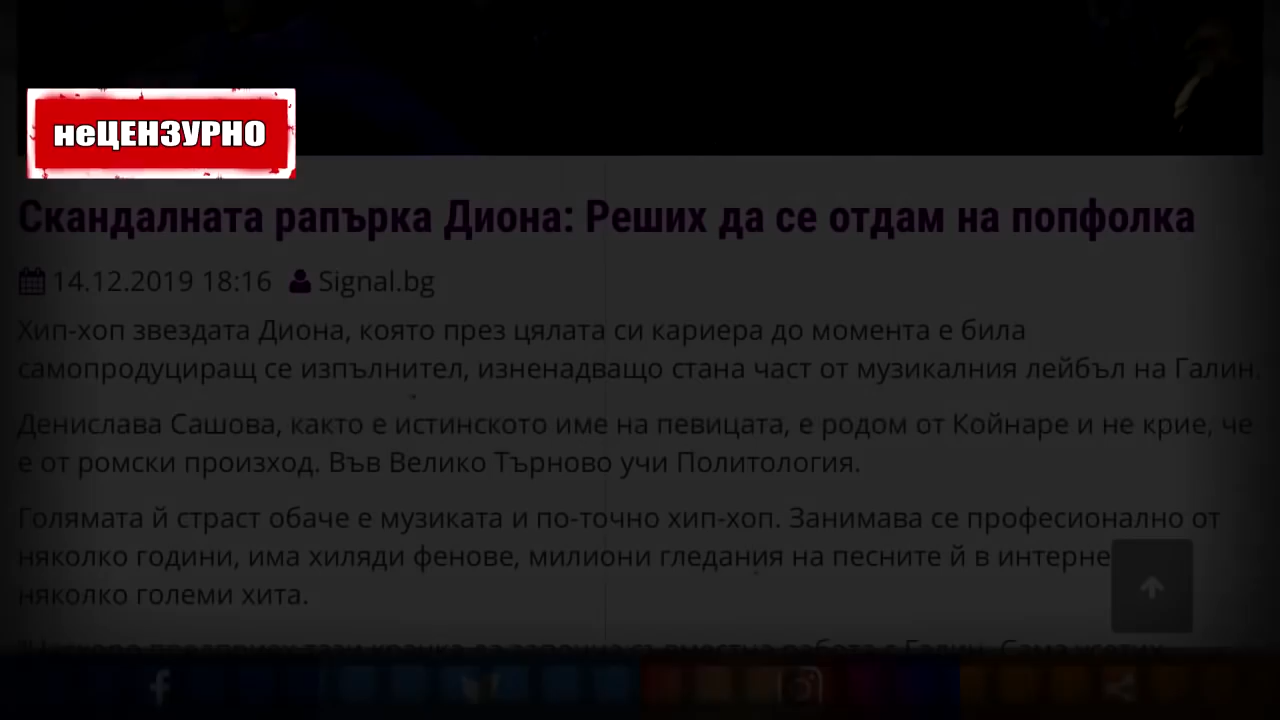 неЦЕНЗУРНО
Скандалната рапърка Диона: Реших да се отдам на попфолка
14.12.2019 18:16 Signal.bg
Хип-хоп звездата Диона, която през цялата си кариера до момента е била
самопродуциращ се изпълнител, изненадващо стана част от музикалния лейбъл на Галин.
Денислава Сашова, както е истинското име на певицата, е родом от Койнаре и не крие, че
е от ромски произход. Във Велико Търново учи Политология.
Голямата й страст обаче е музиката и по-точно хип-хоп. Занимава се професионално от
няколко години, има хиляди фенове, милиони гледания на песните й в интерне
няколко големи хита.